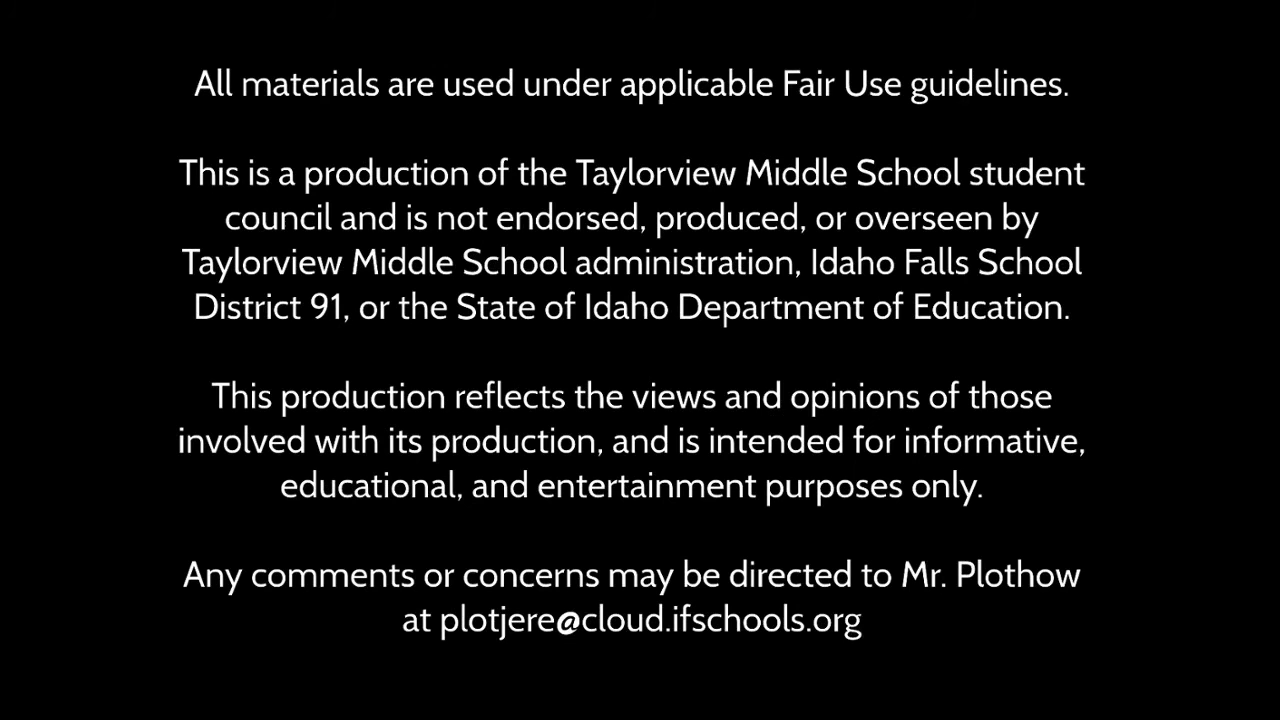 All materials are used under applicable Fair Use guidelines.
This is a production of the Taylorview Middle School student
council and is not endorsed, produced, or overseen by
Taylorview Middle School administration, Idaho Falls School
District 91, or the State of Idaho Department of Education.
This production reflects the views and opinions of those
involved with its production, and is intended for informative,
educational, and entertainment purposes only.
Any comments or concerns may be directed to Mr. Plothow
at plotjere@cloud.ifschools.org